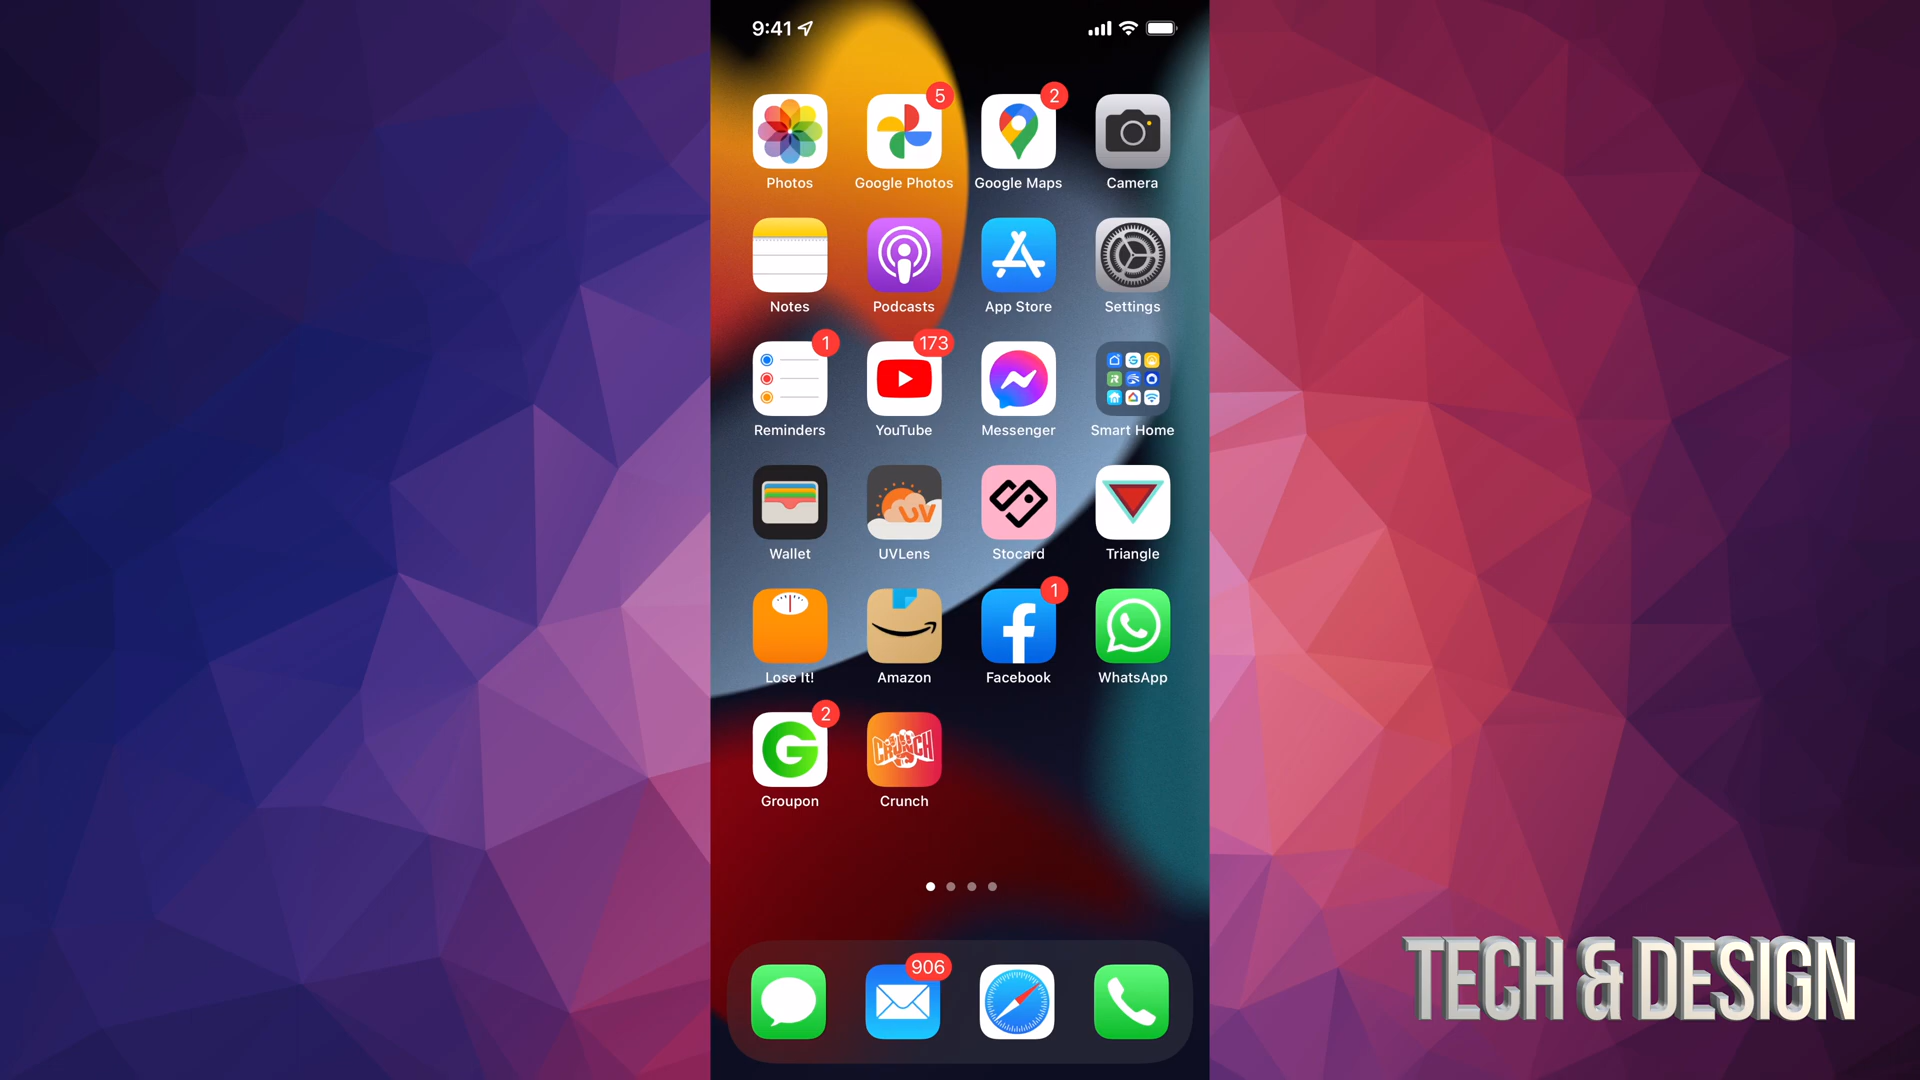 9:41
5
2
Photos
Google Photos
Google Maps
Camera
Notes
Podcasts
App Store
Settings
1
173
Reminders
YouTube
Messenger
Smart Home
UV
Wallet
UVLens
Stocard
Triangle
1
Lose It!
Amazon
Facebook
WhatsApp
2
CRUNCH
Groupon
Crunch
906
TECH & DESIGN